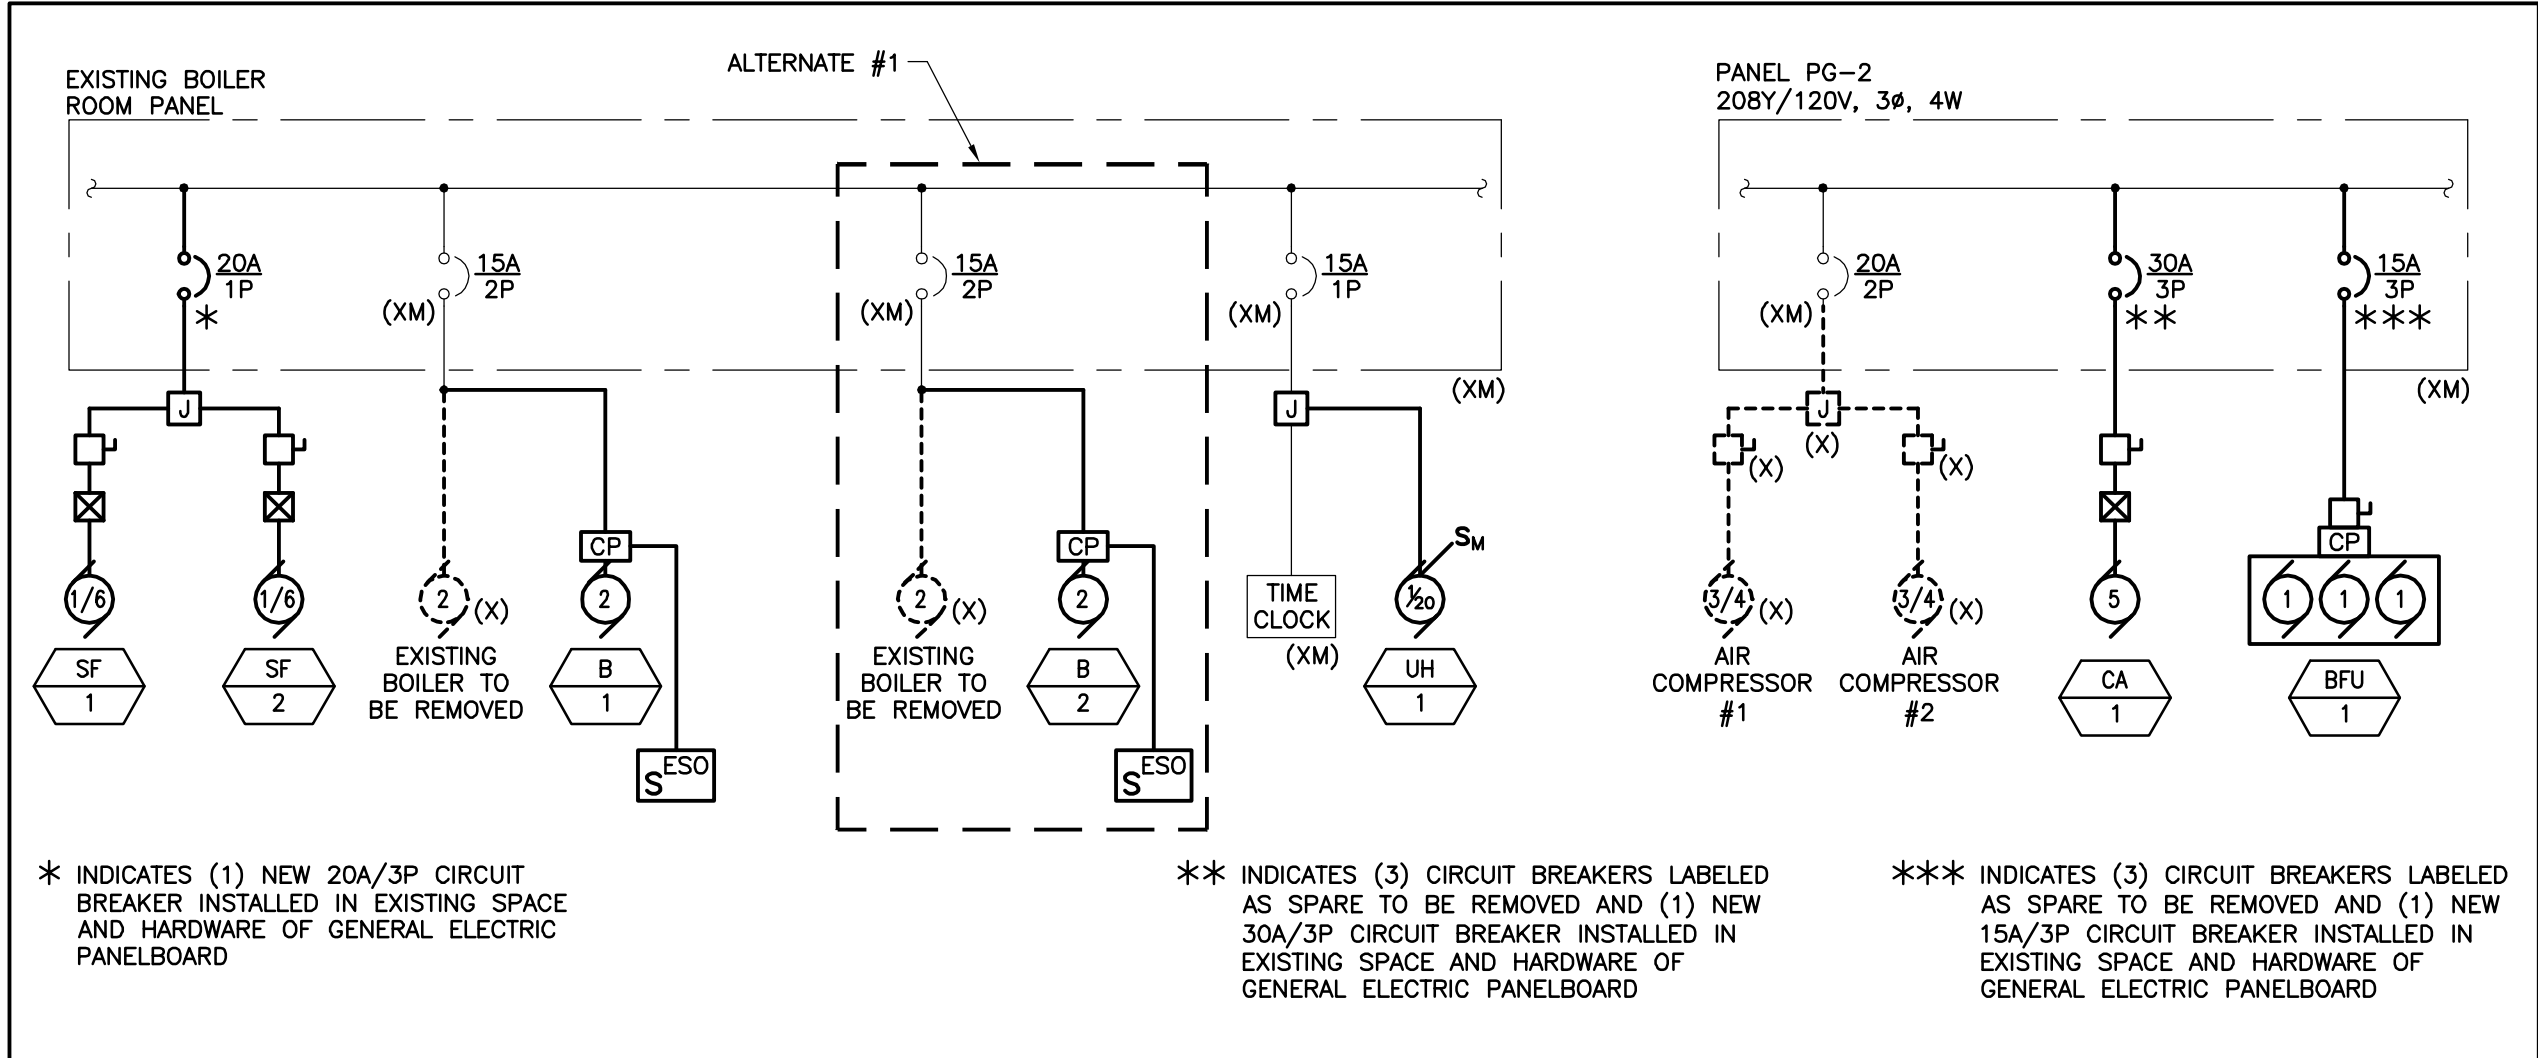 ALTERNATE #1
EXISTING BOILER
ROOM PANEL
PANEL PG-2
208Y/120V, 3ø, 4W
20A
1P
*
15A
2P
(XM)
15A
2P
(XM)
15A
1P
(XM)
(XM)
20A
2P
(XM)
30A
3P
**
15A
3P
***
(XM)
J
J
J
(X)
(X)
(X)
CP
CP
CP
S
ESO
S
ESO
SM
1/6
1/6
2
(X)
2
2
(X)
2
TIME
CLOCK
(XM)
1/20
3/4
(X)
3/4
(X)
5
1
1
1
SF
1
SF
2
EXISTING
BOILER TO
BE REMOVED
B
1
EXISTING
BOILER TO
BE REMOVED
B
2
UH
1
AIR
COMPRESSOR
#1
AIR
COMPRESSOR
#2
CA
1
BFU
1
* INDICATES (1) NEW 20A/3P CIRCUIT
BREAKER INSTALLED IN EXISTING SPACE
AND HARDWARE OF GENERAL ELECTRIC
PANELBOARD
** INDICATES (3) CIRCUIT BREAKERS LABELED
AS SPARE TO BE REMOVED AND (1) NEW
30A/3P CIRCUIT BREAKER INSTALLED IN
EXISTING SPACE AND HARDWARE OF
GENERAL ELECTRIC PANELBOARD
*** INDICATES (3) CIRCUIT BREAKERS LABELED
AS SPARE TO BE REMOVED AND (1) NEW
15A/3P CIRCUIT BREAKER INSTALLED IN
EXISTING SPACE AND HARDWARE OF
GENERAL ELECTRIC PANELBOARD